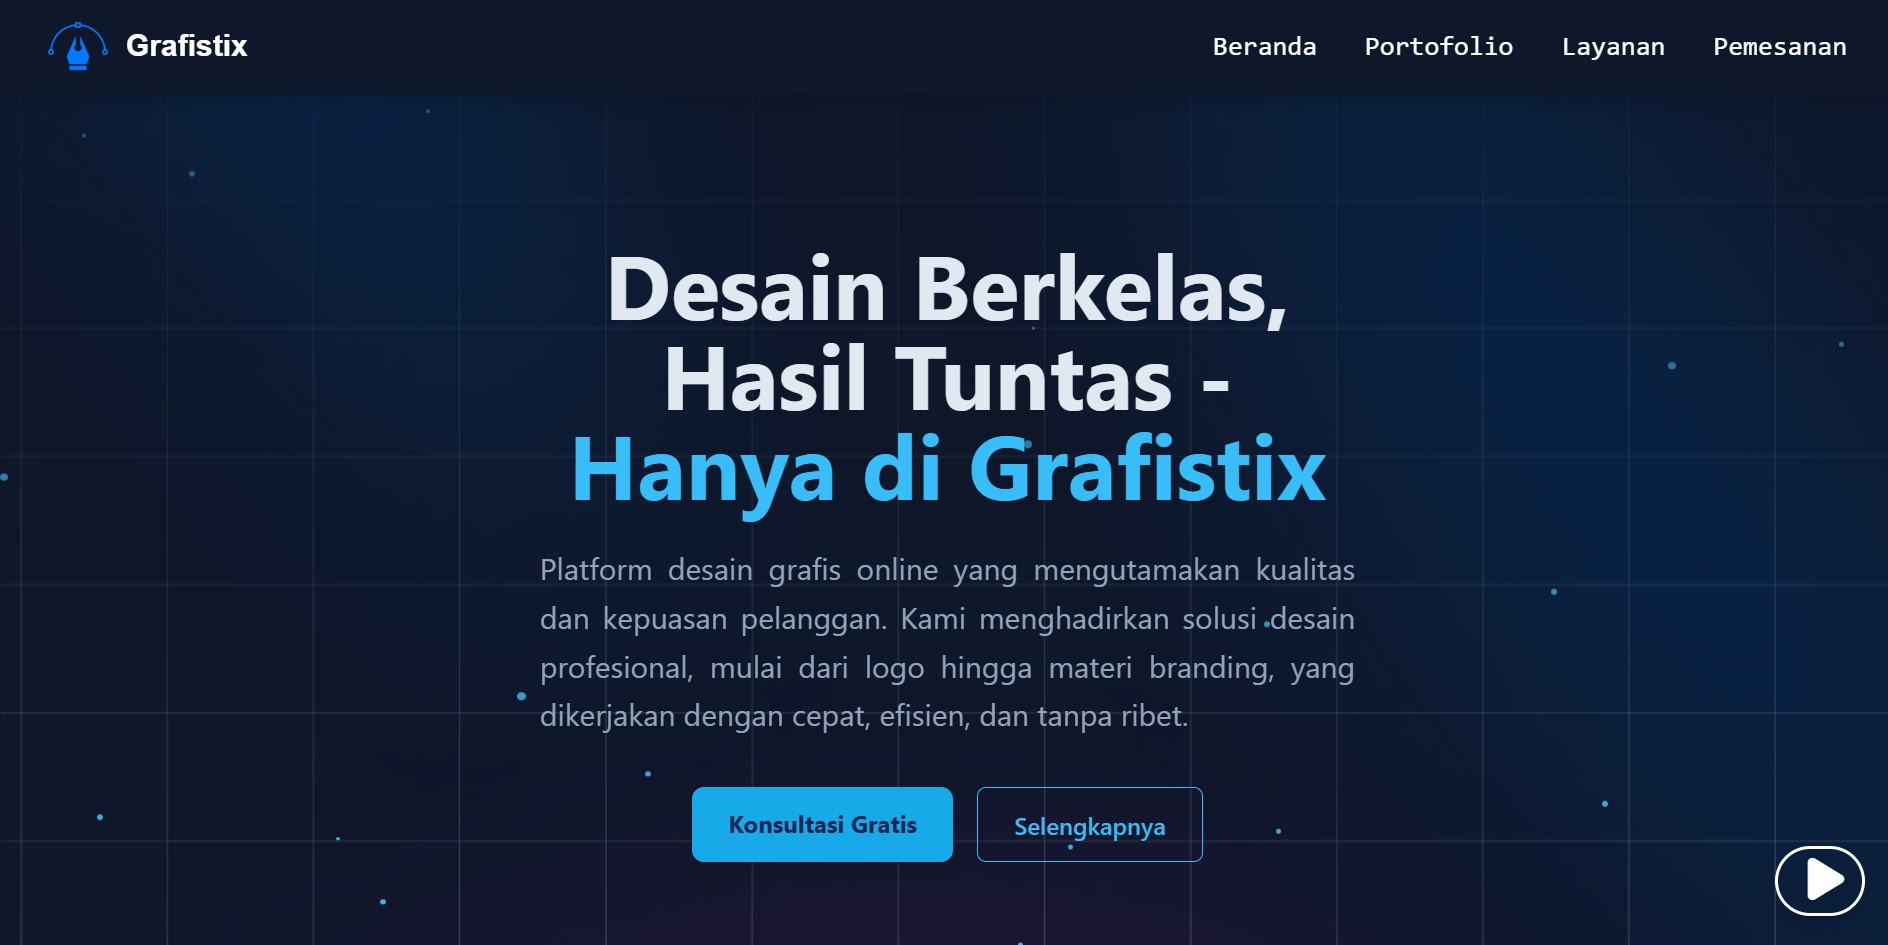 Grafistix
Beranda Portofolio Layanan Pemesanan
Desain Berkelas,
Hasil Tuntas -
Hanya di Grafistix
Platform desain grafis online yang mengutamakan kualitas
dan kepuasan pelanggan. Kami menghadirkan solusi desain
profesional, mulai dari logo hingga materi branding, yang
dikerjakan dengan cepat, efisien, dan tanpa ribet.
Konsultasi Gratis
Selengkapnya